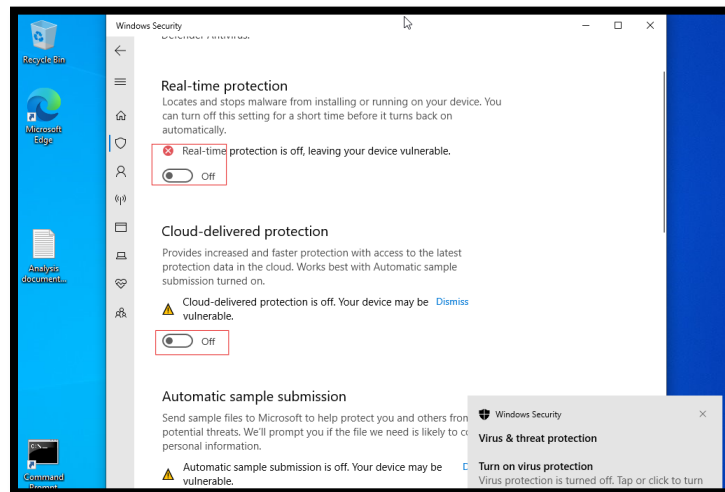 Recycle Bin
Microsoft
Edge
Analysis
document...
Command
Windows Security
Defender Antivirus.
Real-time protection
Locates and stops malware from installing or running on your device. You
can turn off this setting for a short time before it turns back on
automatically.
Real-time protection is off, leaving your device vulnerable.
Off
Cloud-delivered protection
Provides increased and faster protection with access to the latest
protection data in the cloud. Works best with Automatic sample
submission turned on.
Cloud-delivered protection is off. Your device may be Dismiss
vulnerable.
Off
Automatic sample submission
Send sample files to Microsoft to help protect you and others from
potential threats. We'll prompt you if the file we need is likely to
personal information.
Automatic sample submission is off. Your device may be
vulnerable.
Windows Security
Virus & threat protection
Turn on virus protection
Virus protection is turned off. Tap or click to turn